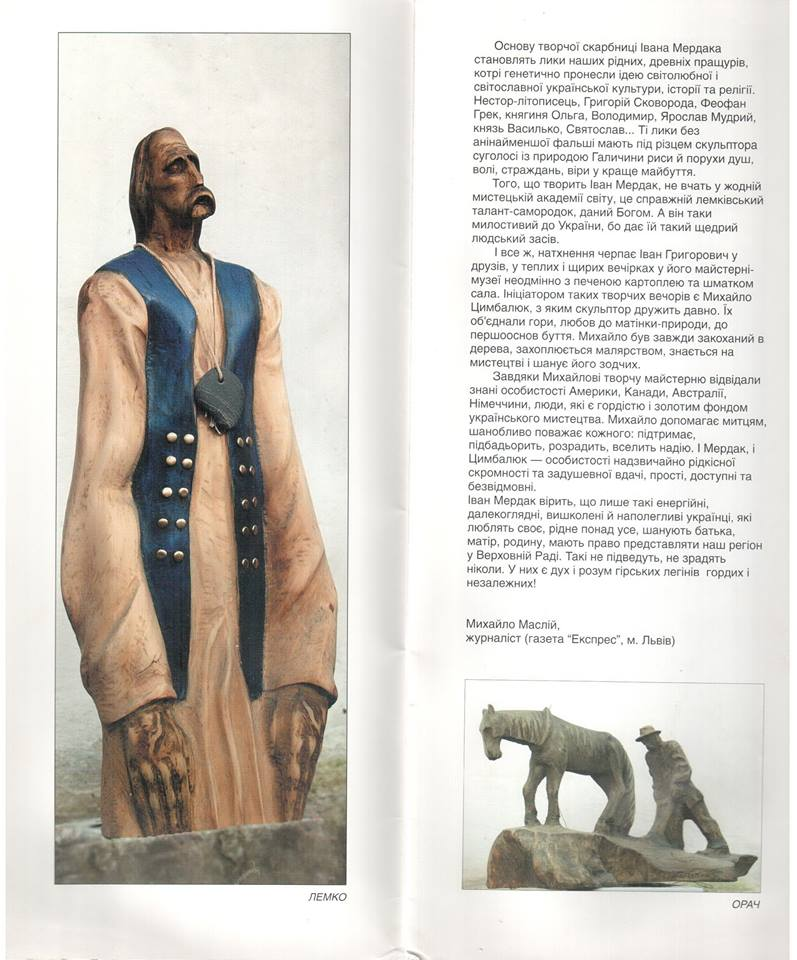 ЛЕМКО
Основу творчої скарбниці Івана Мердака
становлять лики наших рідних, древніх пращурів,
котрі генетично пронесли ідею світолюбної і
світославної української культури, історії та релігії.
Нестор-літописець, Григорій Сковорода, Феофан
Грек, княгиня Ольга, Володимир, Ярослав Мудрий,
князь Василько, Святослав... Ті лики без
анінайменшої фальші мають під різцем скульптора
суголосі із природою Галичини риси й порухи душ,
волі, страждань, віри у краще майбуття.
Того, що творить Іван Мердак, не вчать у жодній
мистецькій академії світу, це справжній лемківський
талант-самородок, даний Богом. А він таки
милостивий до України, бо дає їй такий щедрий
людський засів.
І все ж, натхнення черпає Іван Григорович у
друзів, у теплих і щирих вечірках у його майстерні-
музеї неодмінно з печеною картоплею та шматком
сала. Ініціатором таких творчих вечорів є Михайло
Цимбалюк, з яким скульптор дружить давно. Їх
об'єднали гори, любов до матінки-природи, до
першооснов буття. Михайло був завжди закоханий в
дерева, захоплюється малярством, знається на
мистецтві і шанує його зодчих.
Завдяки Михайлові творчу майстерню відвідали
знані особистості Америки, Канади, Австралії,
Німеччини, люди, які є гордістю і золотим фондом
українського мистецтва. Михайло допомагає митцям,
шанобливо поважає кожного: підтримає,
підбадьорить, розрадить, вселить надію. І Мердак, і
Цимбалюк — особистості надзвичайно рідкісної
скромності та задушевної вдачі, прості, доступні та
безвідмовні.
Іван Мердак вірить, що лише такі енергійні,
далекоглядні, вишколені й наполегливі українці, які
люблять своє, рідне понад усе, шанують батька,
матір, родину, мають право представляти наш регіон
у Верховній Раді. Такі не підведуть, не зрадять
ніколи. У них є дух і розум гірських легінів  гордих і
незалежних!
Михайло Маслій,
журналіст (газета “Експрес”, м. Львів)
ОРАЧ